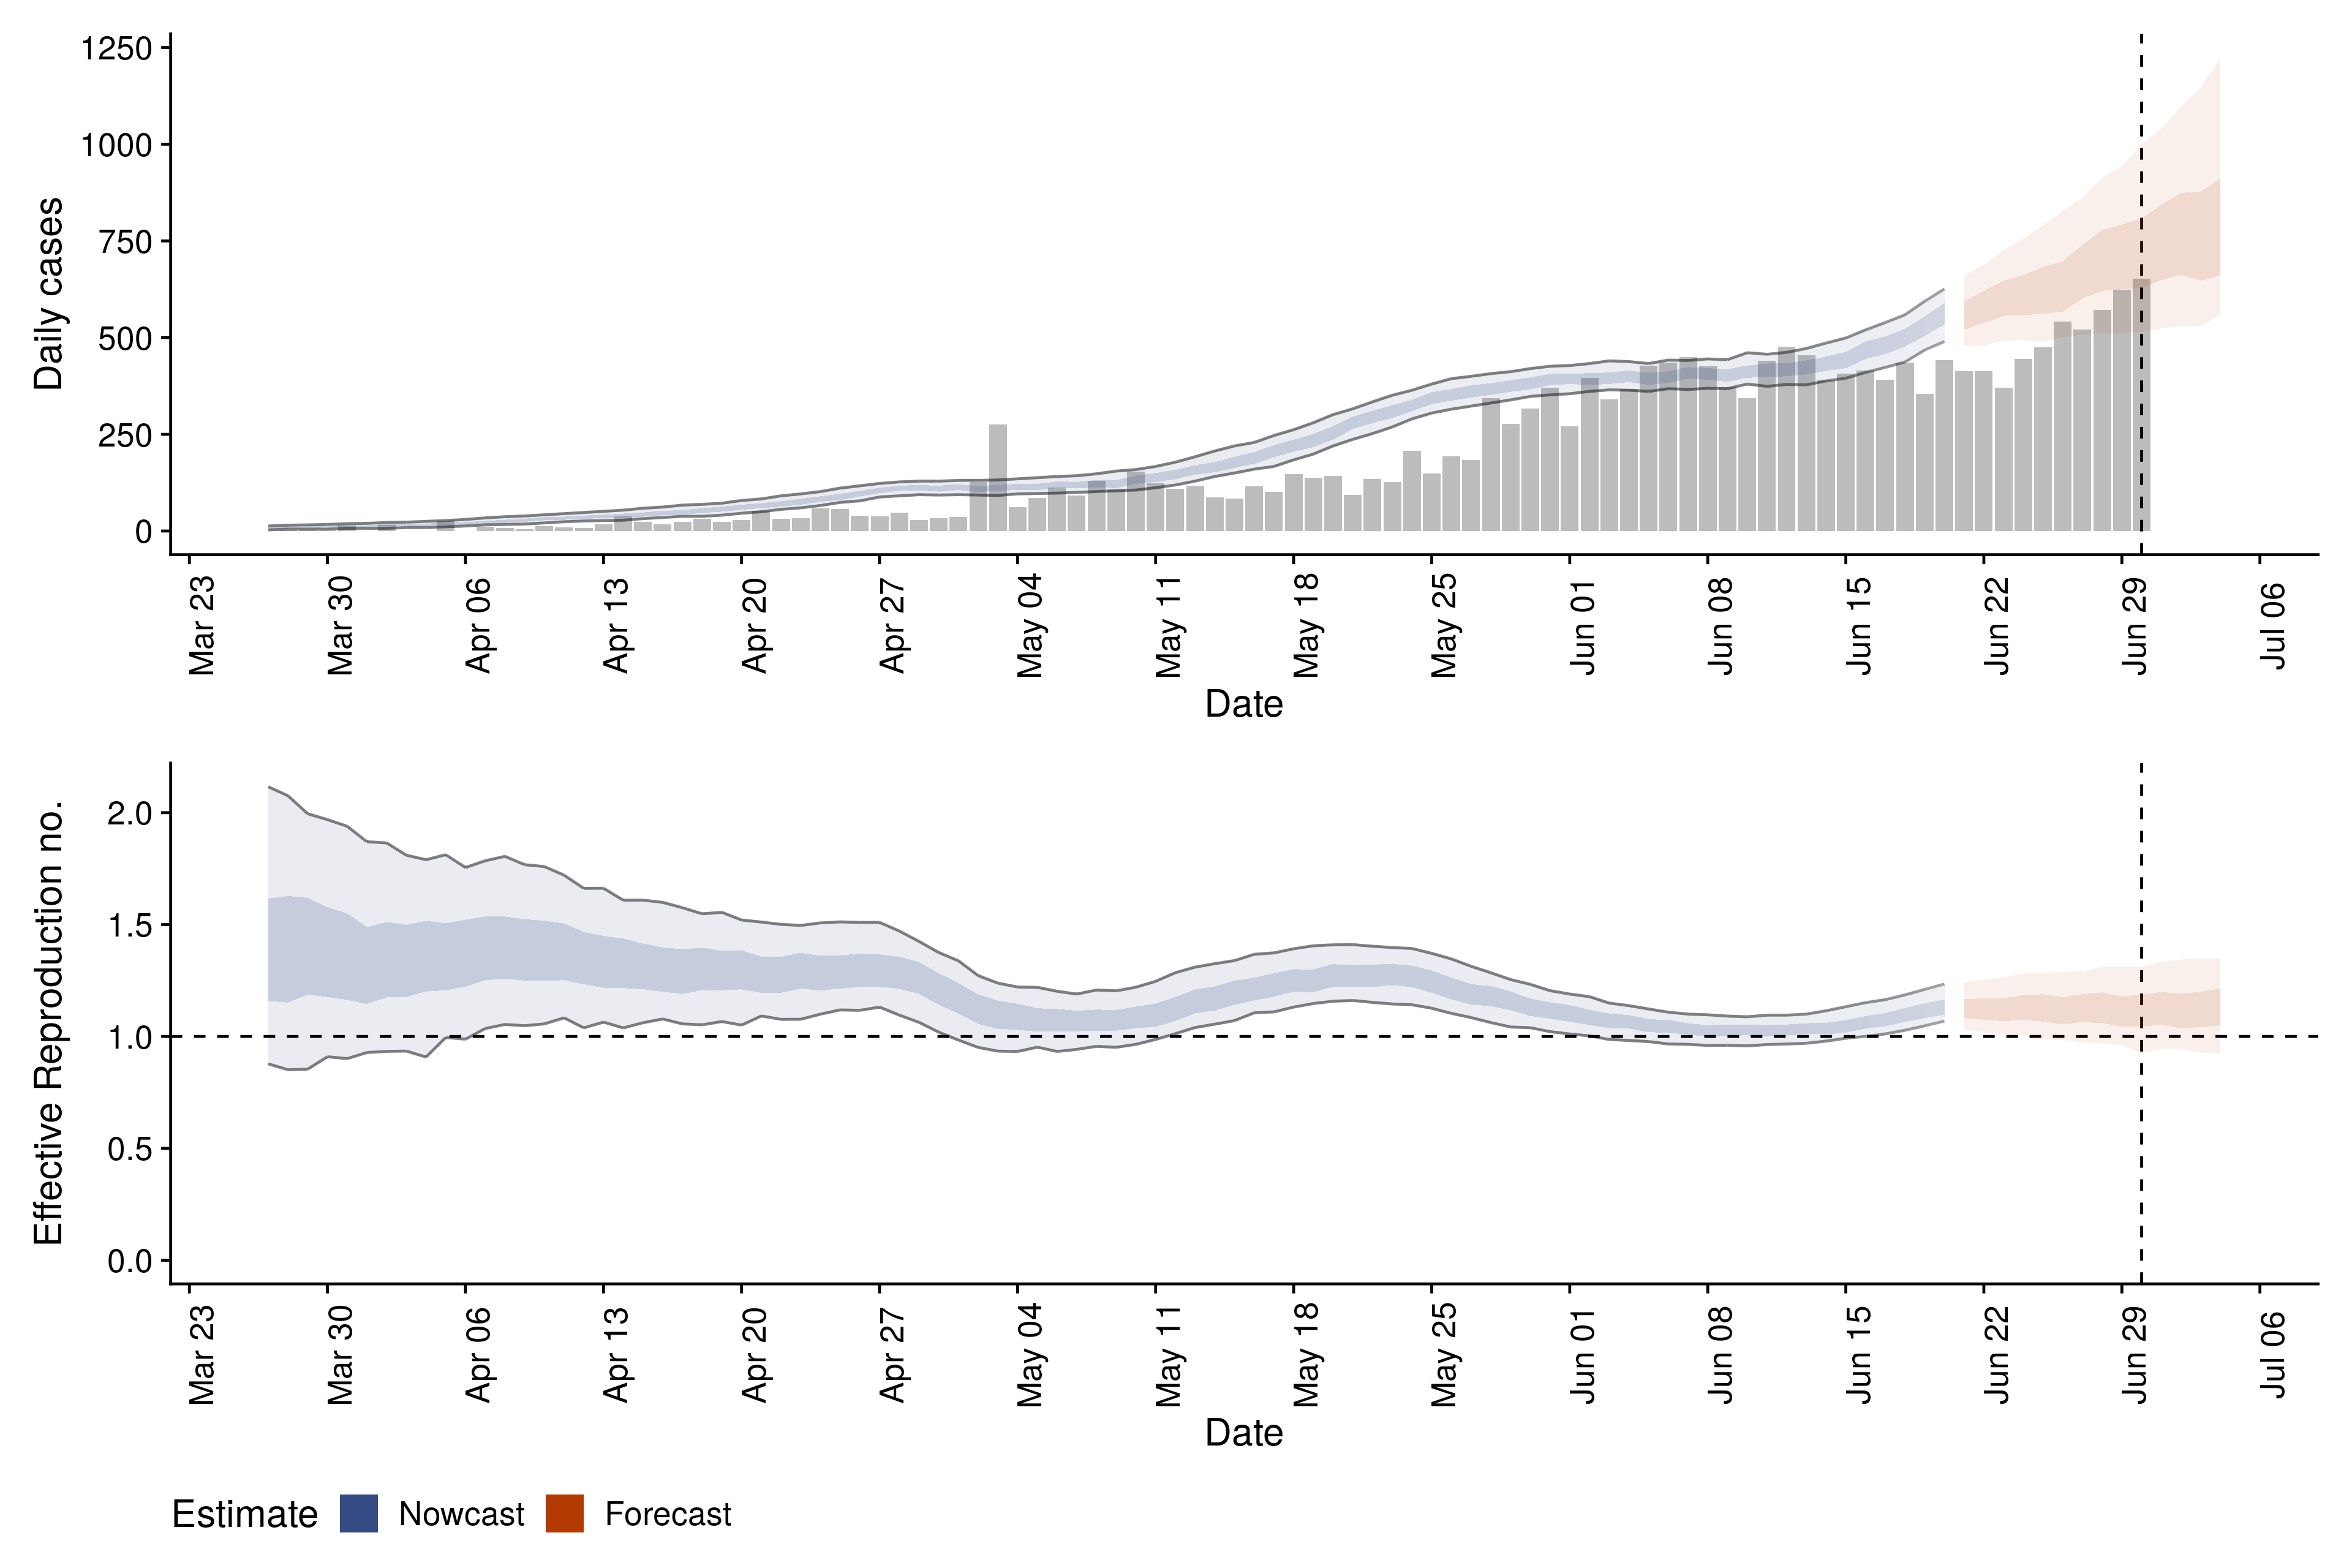 Daily cases
1250
1000
750
500
250
0
Mar 23
Mar 30
Apr 06
Apr 13
Apr 20
Apr 27
May 04
May 11
May 18
May 25
Jun 01
Jun 08
Jun 15
Jun 22
Jun 29
Jul 06
Date
Effective Reproduction no.
2.0
1.5
1.0
0.5
0.0
Mar 23
Mar 30
Apr 06
Apr 13
Apr 20
Apr 27
May 04
May 11
May 18
May 25
Jun 01
Jun 08
Jun 15
Jun 22
Jun 29
Jul 06
Date
Estimate Nowcast Forecast